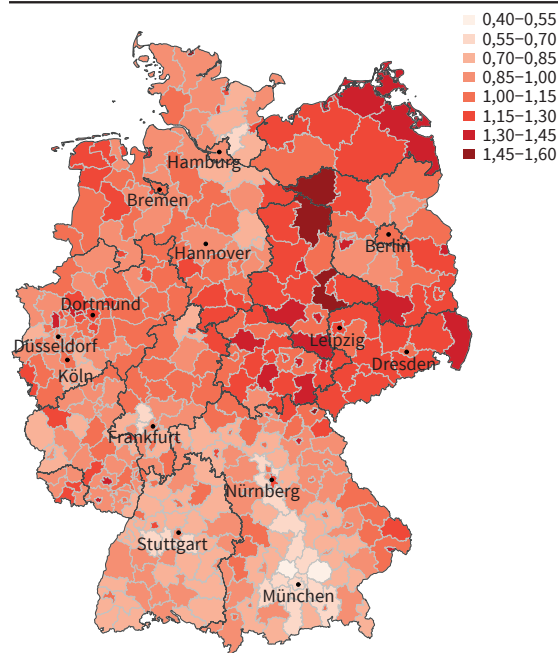 0,40–0,55
0,55–0,70
0,70–0,85
0,85–1,00
1,00–1,15
1,15–1,30
1,30–1,45
1,45–1,60
Hamburg
Bremen
Berlin
Hannover
Dortmund
Düsseldorf
Leipzig
Köln
Dresden
Frankfurt
Nürnberg
Stuttgart
München